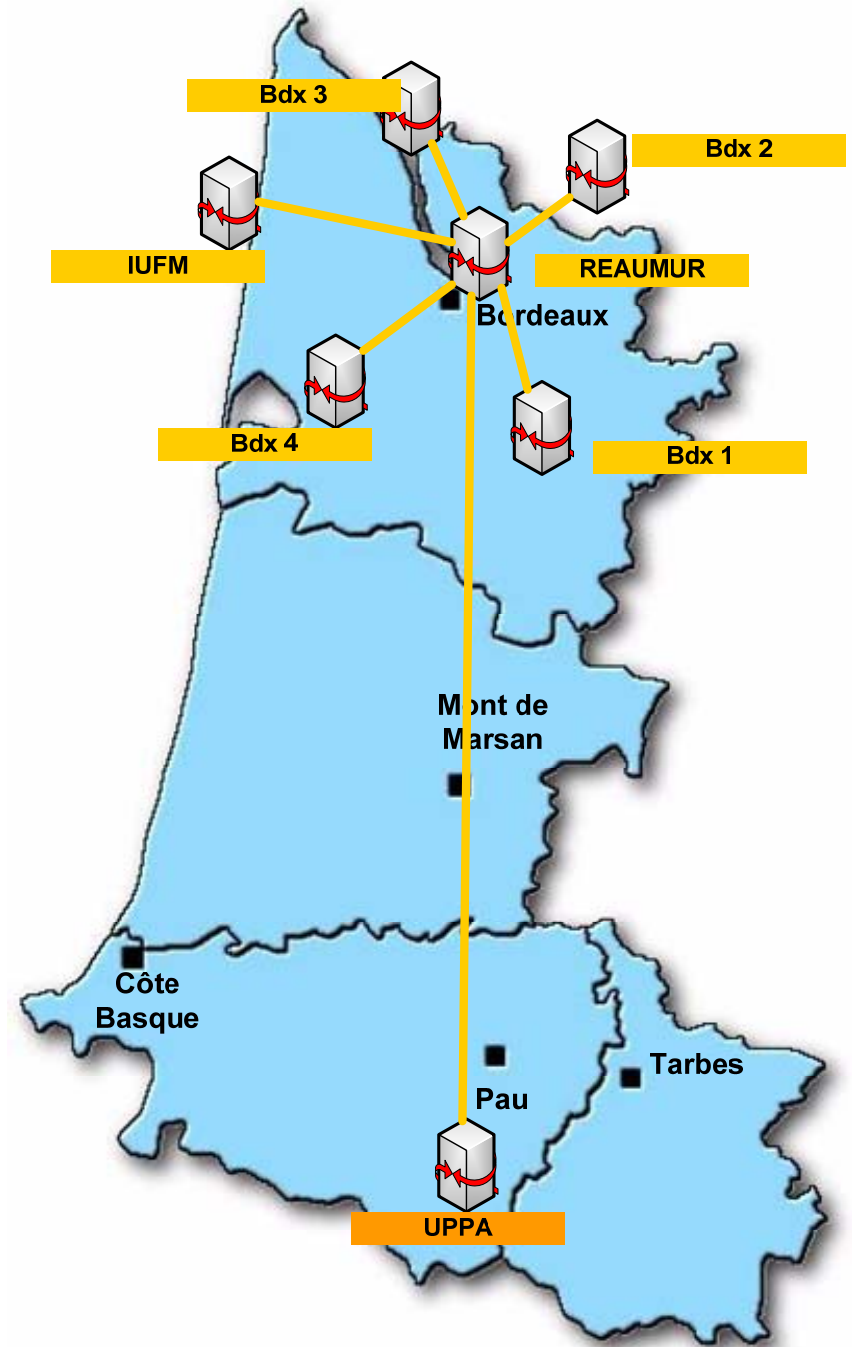 Bdx 3
Bdx 2
IUFM
REAUMUR
Bordeaux
Bdx 4
Bdx 1
Mont de
Marsan
Côte
Basque
Tarbes
Pau
UPPA